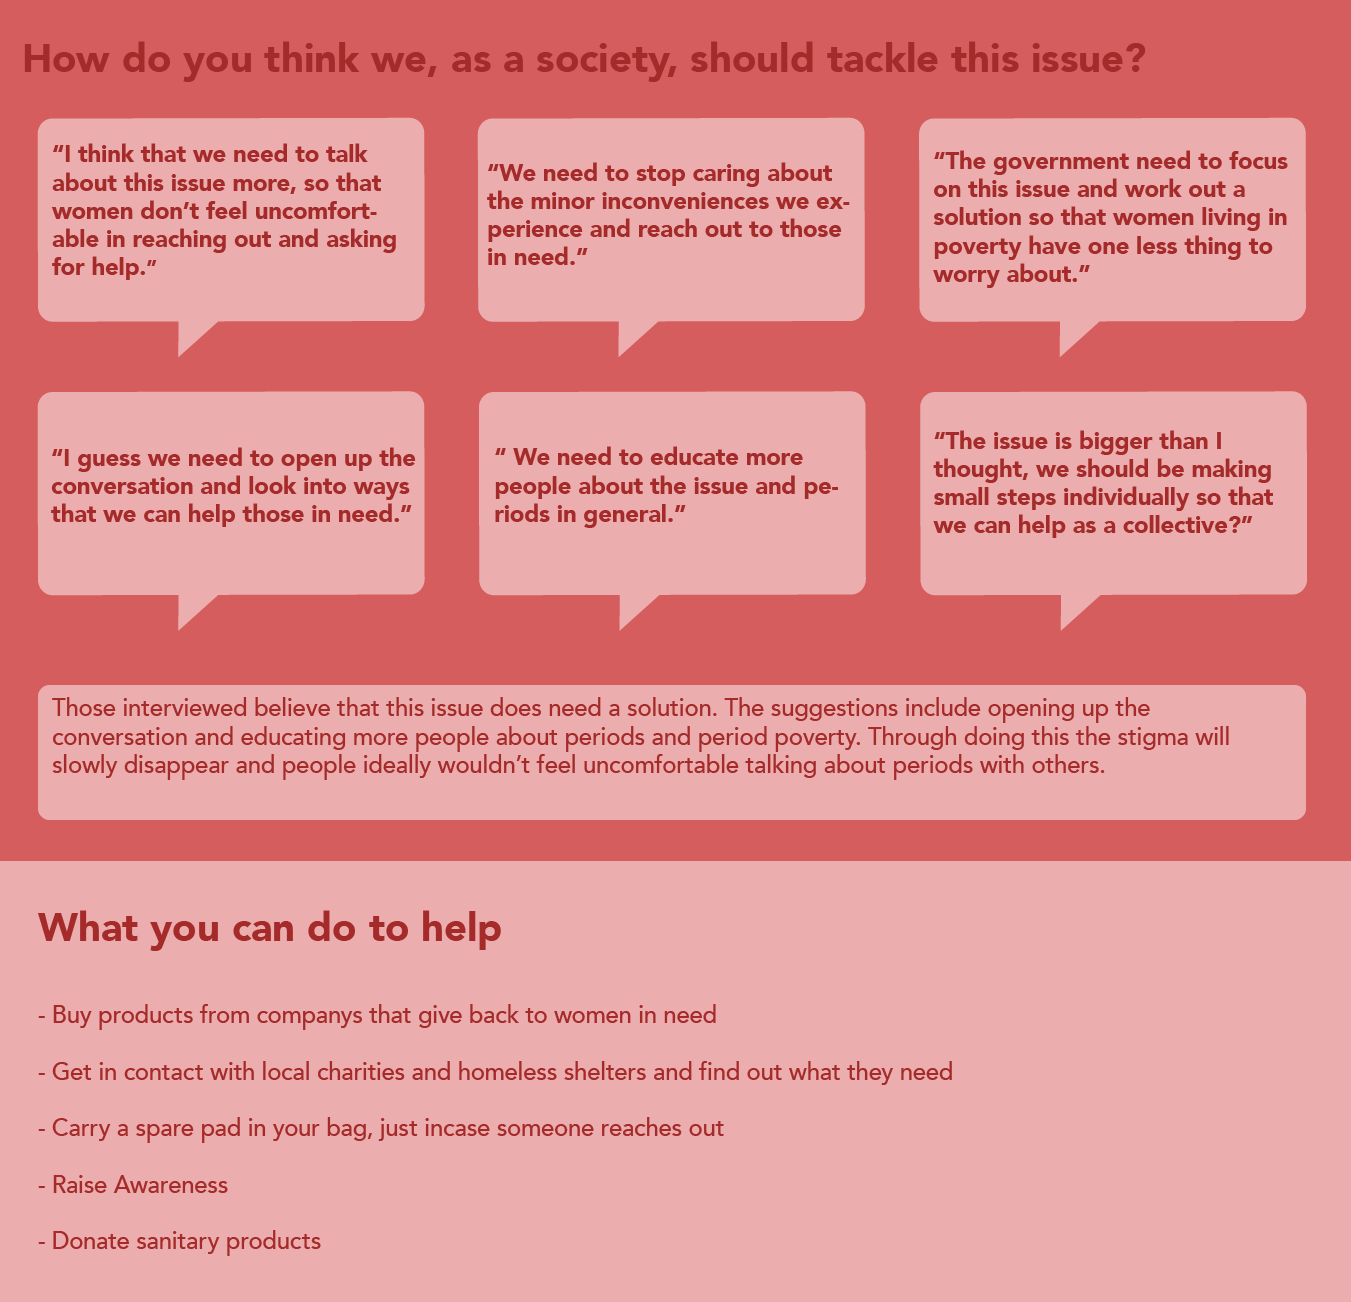 How do you think we, as a society, should tackle this issue?
“I think that we need to talk
about this issue more, so that
women don’t feel uncomfort-
able in reaching out and asking
for help.”
“We need to stop caring about
the minor inconveniences we ex-
perience and reach out to those
in need.”
“The government need to focus
on this issue and work out a
solution so that women living in
poverty have one less thing to
worry about.”
“I guess we need to open up the
conversation and look into ways
that we can help those in need.”
“ We need to educate more
people about the issue and pe-
riods in general.”
“The issue is bigger than I
thought, we should be making
small steps individually so that
we can help as a collective?”
Those interviewed believe that this issue does need a solution. The suggestions include opening up the
conversation and educating more people about periods and period poverty. Through doing this the stigma will
slowly disappear and people ideally wouldn’t feel uncomfortable talking about periods with others.
What you can do to help
- Buy products from companys that give back to women in need
- Get in contact with local charities and homeless shelters and find out what they need
- Carry a spare pad in your bag, just incase someone reaches out
- Raise Awareness
- Donate sanitary products